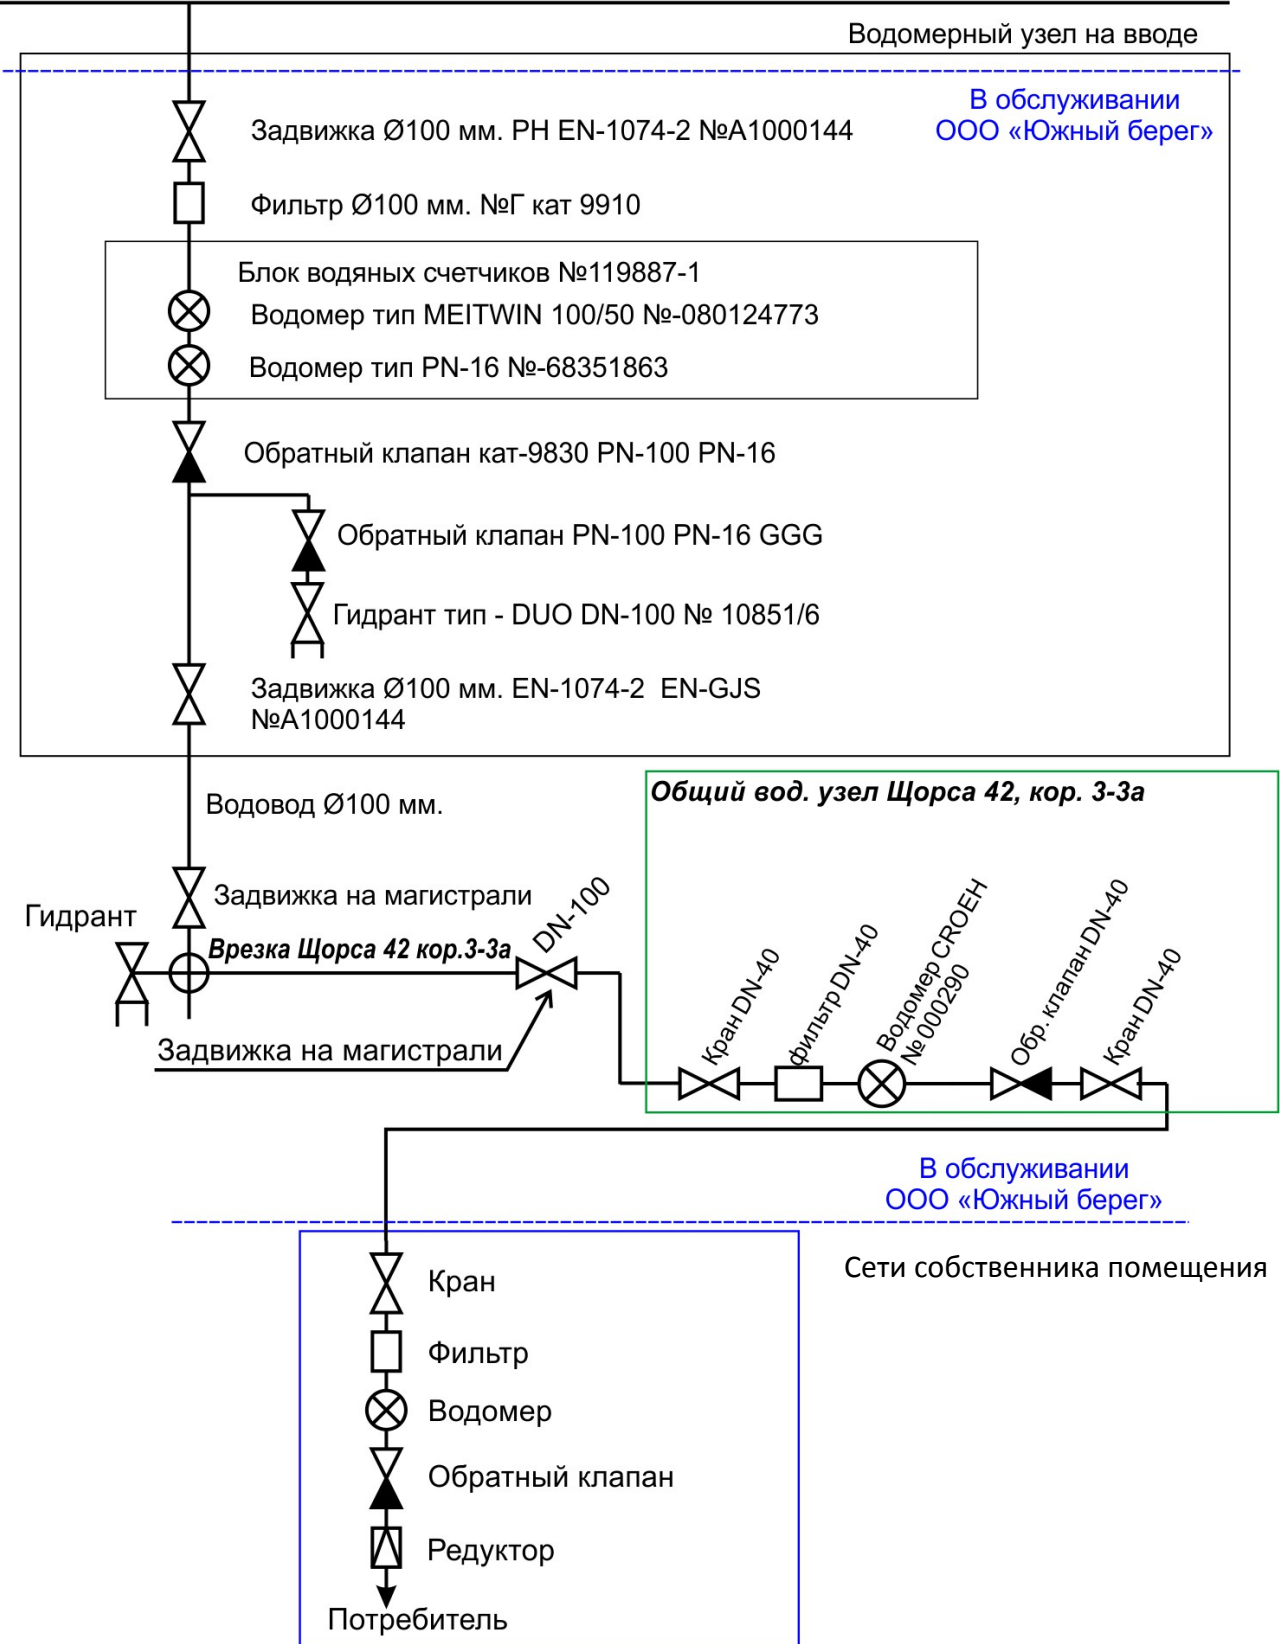 Водомерный узел на вводе
В обслуживании
ООО «Южный берег»
Задвижка Ø100 мм. РН EN-1074-2 №А1000144
Фильтр Ø100 мм. №Г кат 9910
Блок водяных счетчиков №119887-1
Водомер тип MEITWIN 100/50 №-080124773
Водомер тип PN-16 №-68351863
Обратный клапан кат-9830 PN-100 PN-16
Обратный клапан PN-100 PN-16 GGG
Гидрант тип - DUO DN-100 № 10851/6
Задвижка Ø100 мм. EN-1074-2 EN-GJS
№А1000144
Водовод Ø100 мм.
Общий вод. узел Щорса 42, кор. 3-3а
Задвижка на магистрали
Гидрант
Врезка Щорса 42 кор.3-3а
DN-100
Задвижка на магистрали
Кран DN-40
фильтр DN-40
Водомер CROEH
№ 000290
Обр. клапан DN-40
Кран DN-40
В обслуживании
ООО «Южный берег»
Сети собственника помещения
Кран
Фильтр
Водомер
Обратный клапан
Редуктор
Потребитель